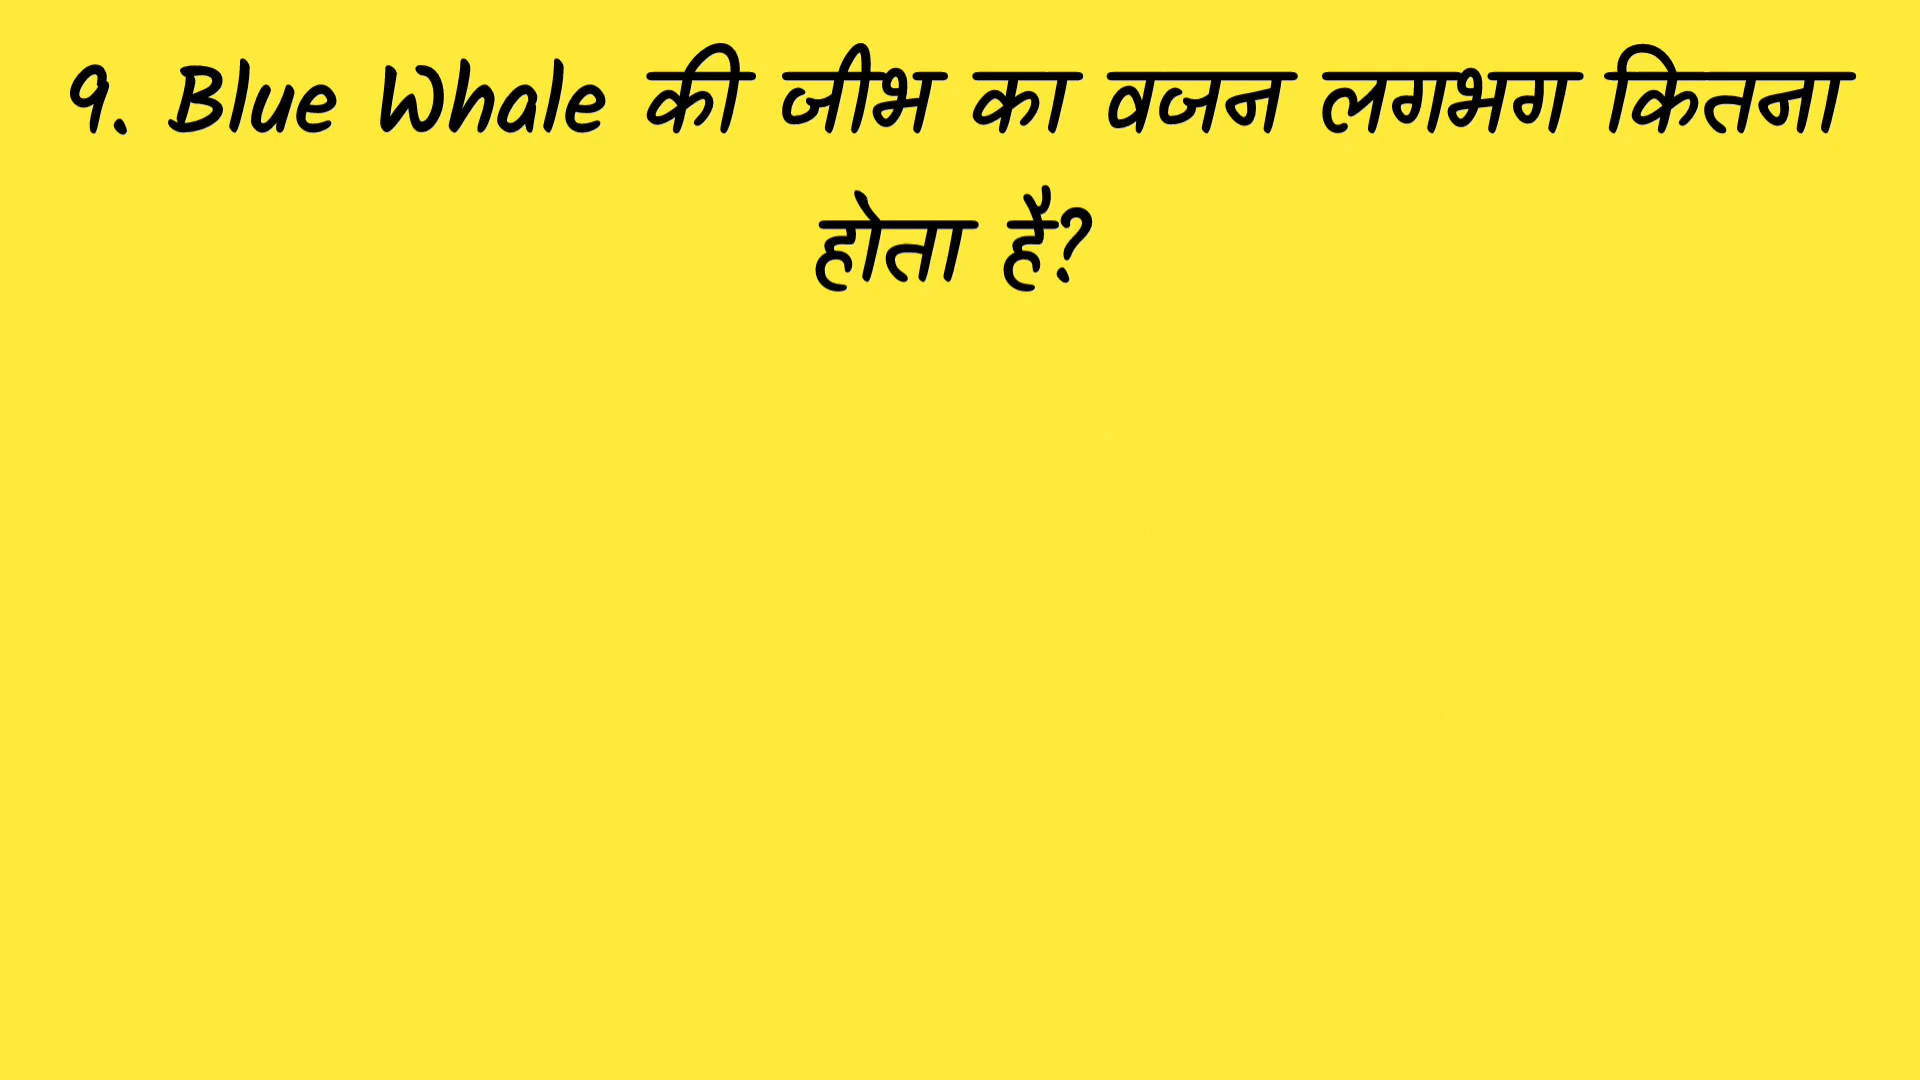 9. Blue Whale की जीभ का वजन लगभग कितना
होता है?